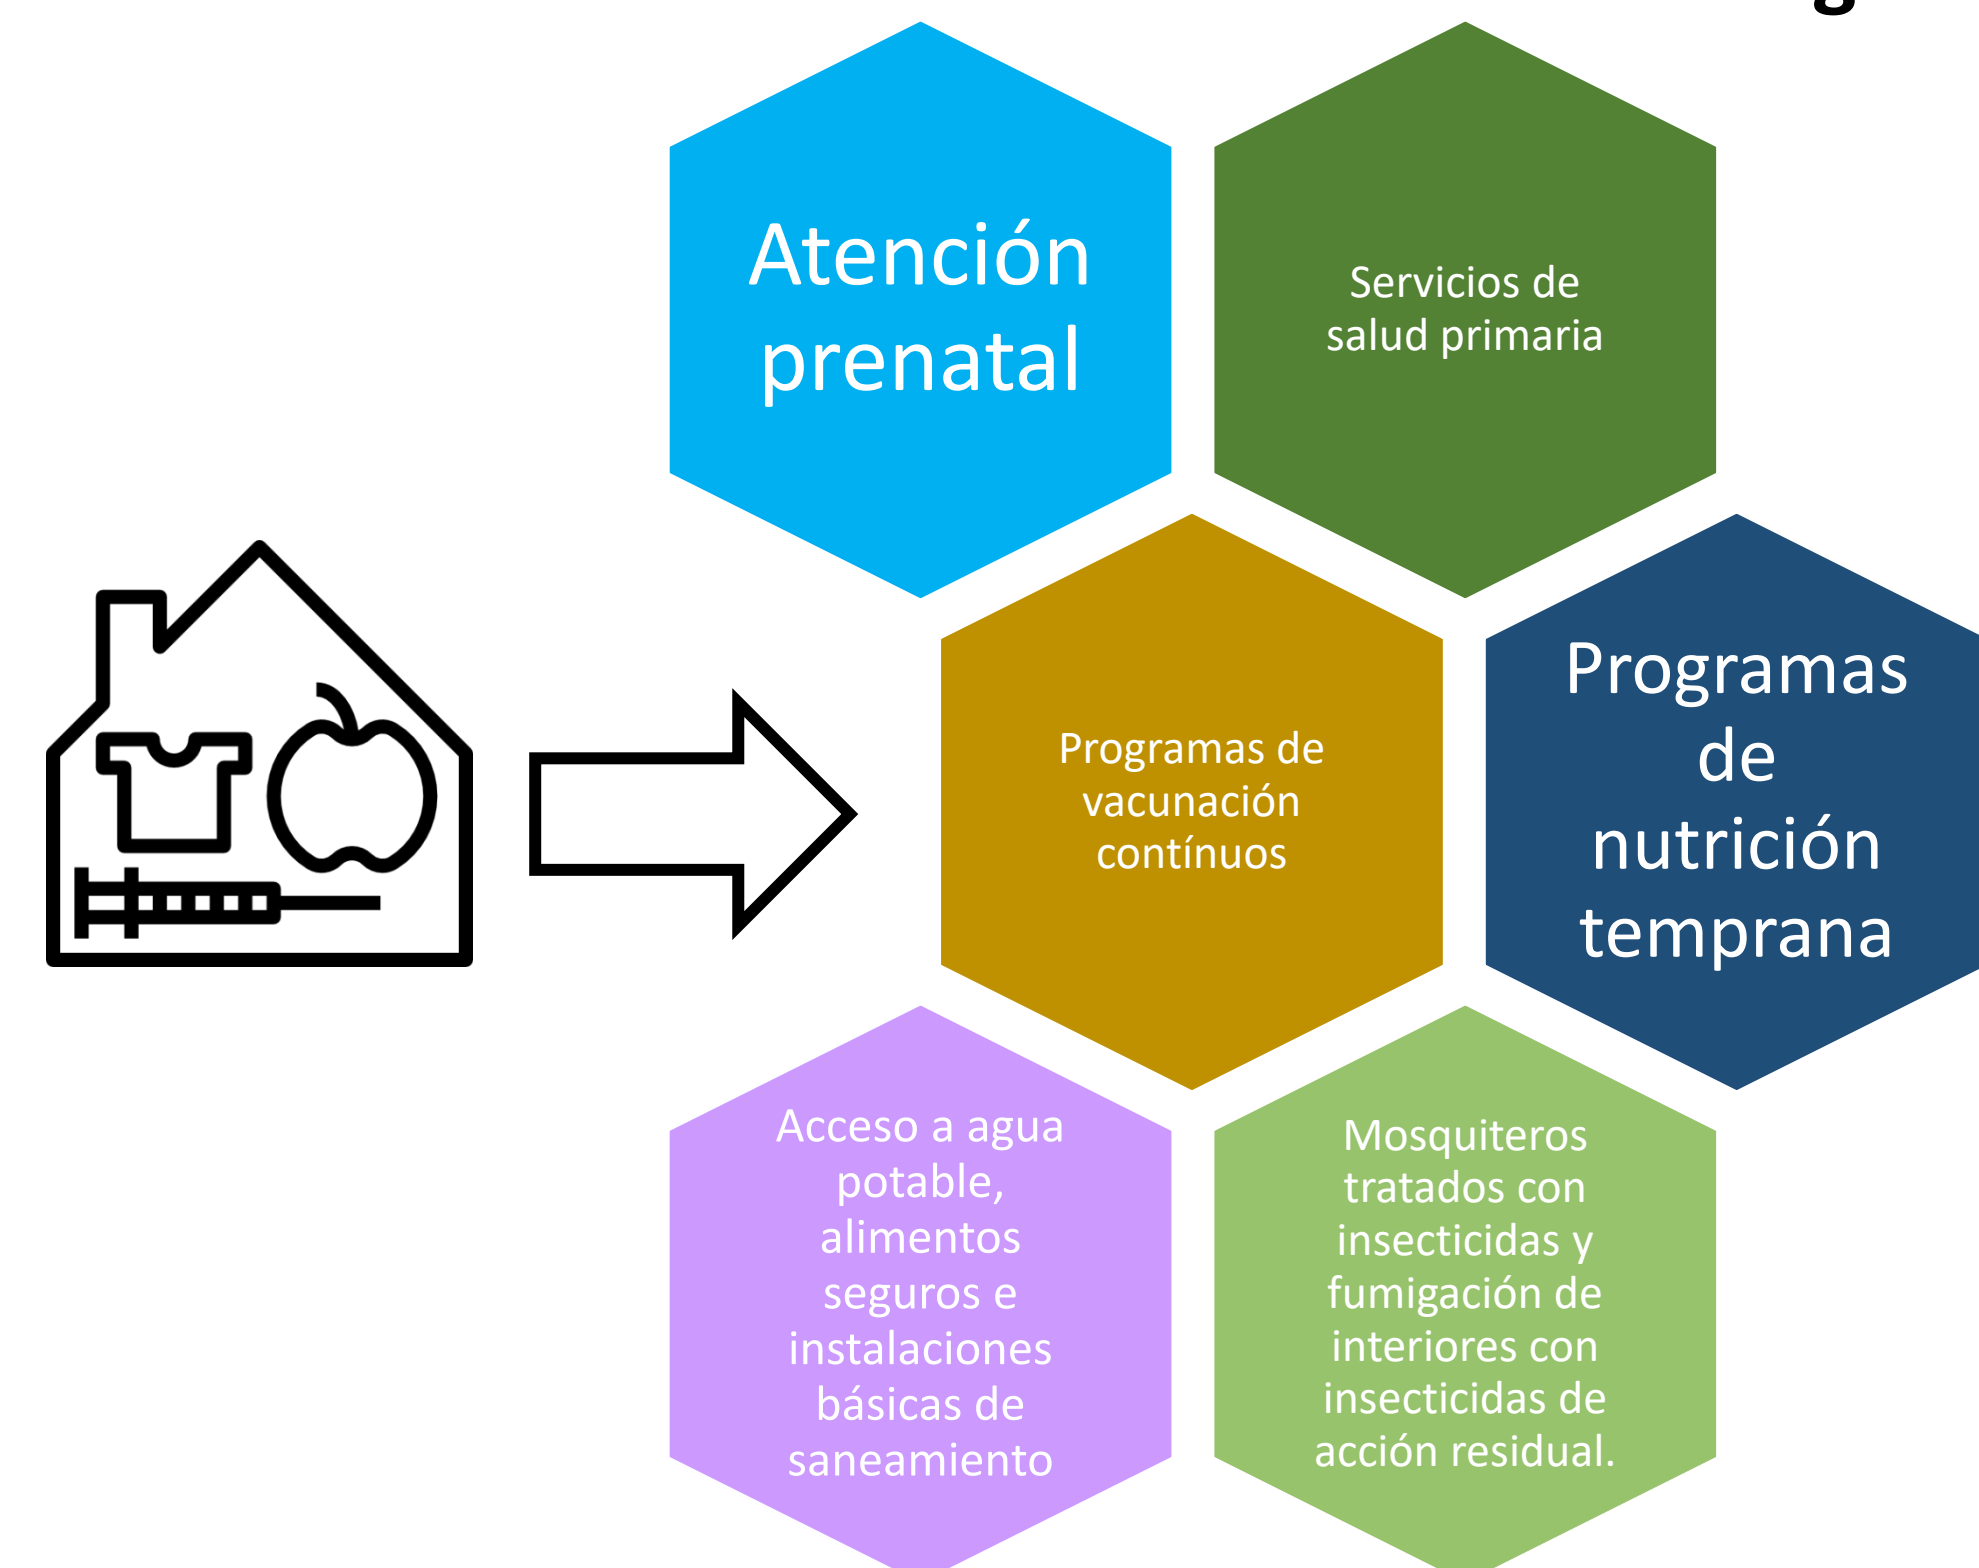 Atención
prenatal
Servicios de
salud primaria
Programas de
vacunación
contínuos
Programas
de
nutrición
temprana
Acceso a agua
potable,
alimentos
seguros e
instalaciones
básicas de
saneamiento
Mosquiteros
tratados con
insecticidas y
fumigación de
interiores con
insecticidas de
acción residual.